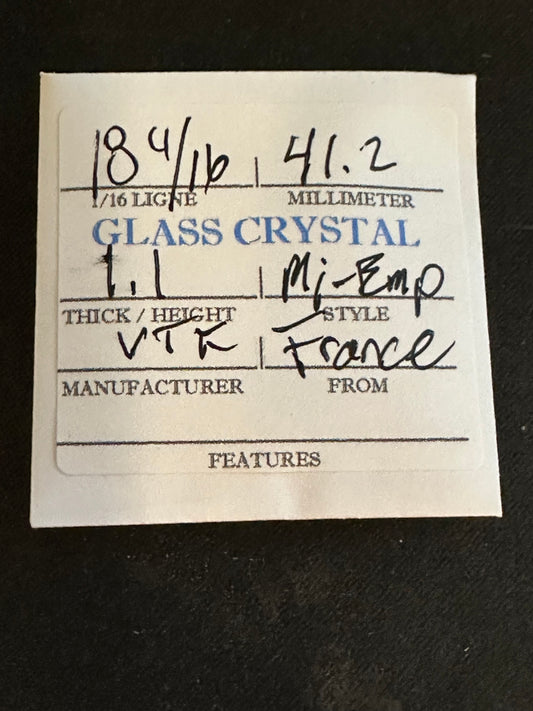 18 4/16 41.2
1/16 LIGNE MILLIMETER
GLASS CRYSTAL
1.1 Mi-Emp
THICK / HEIGHT STYLE
VTF France
MANUFACTURER FROM
FEATURES